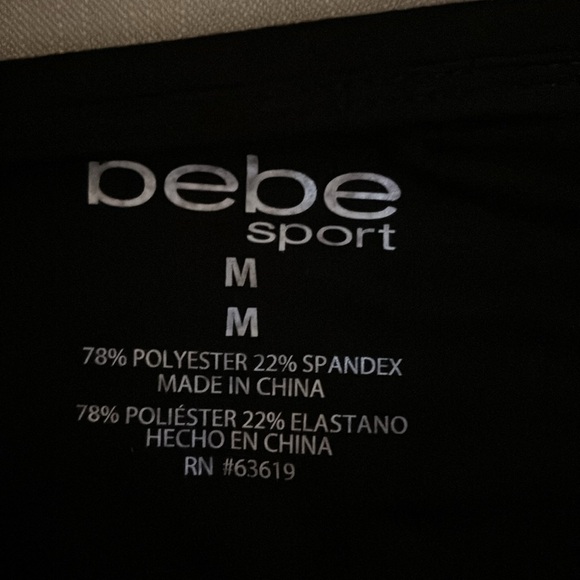 bebe
sport
M
M
78% POLYESTER 22% SPANDEX
MADE IN CHINA
78% POLIÉSTER 22% ELASTANO
HECHO EN CHINA
RN #63619